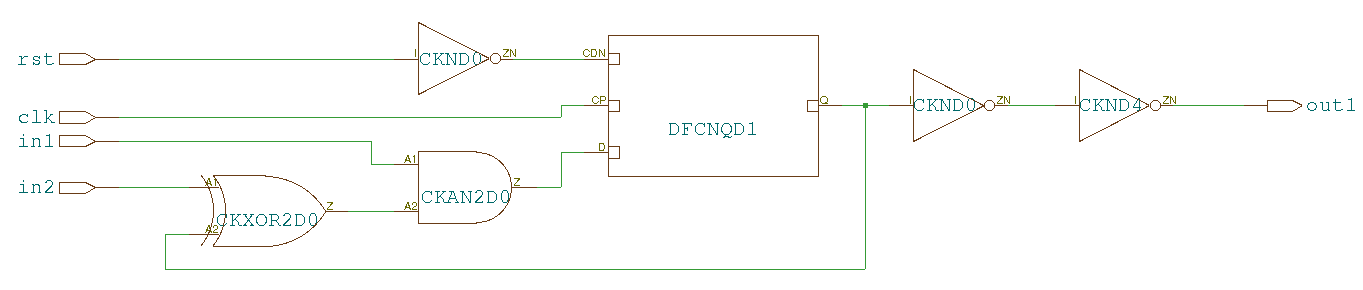 rst
I
CKND0
ZN
CDN
clk
CP
in1
A1
D
in2
A1
A2
CKXOR2D0
Z
A2
CKAN2D0
Z
DFCNQD1
Q
I
CKND0
ZN
I
CKND4
ZN
out1